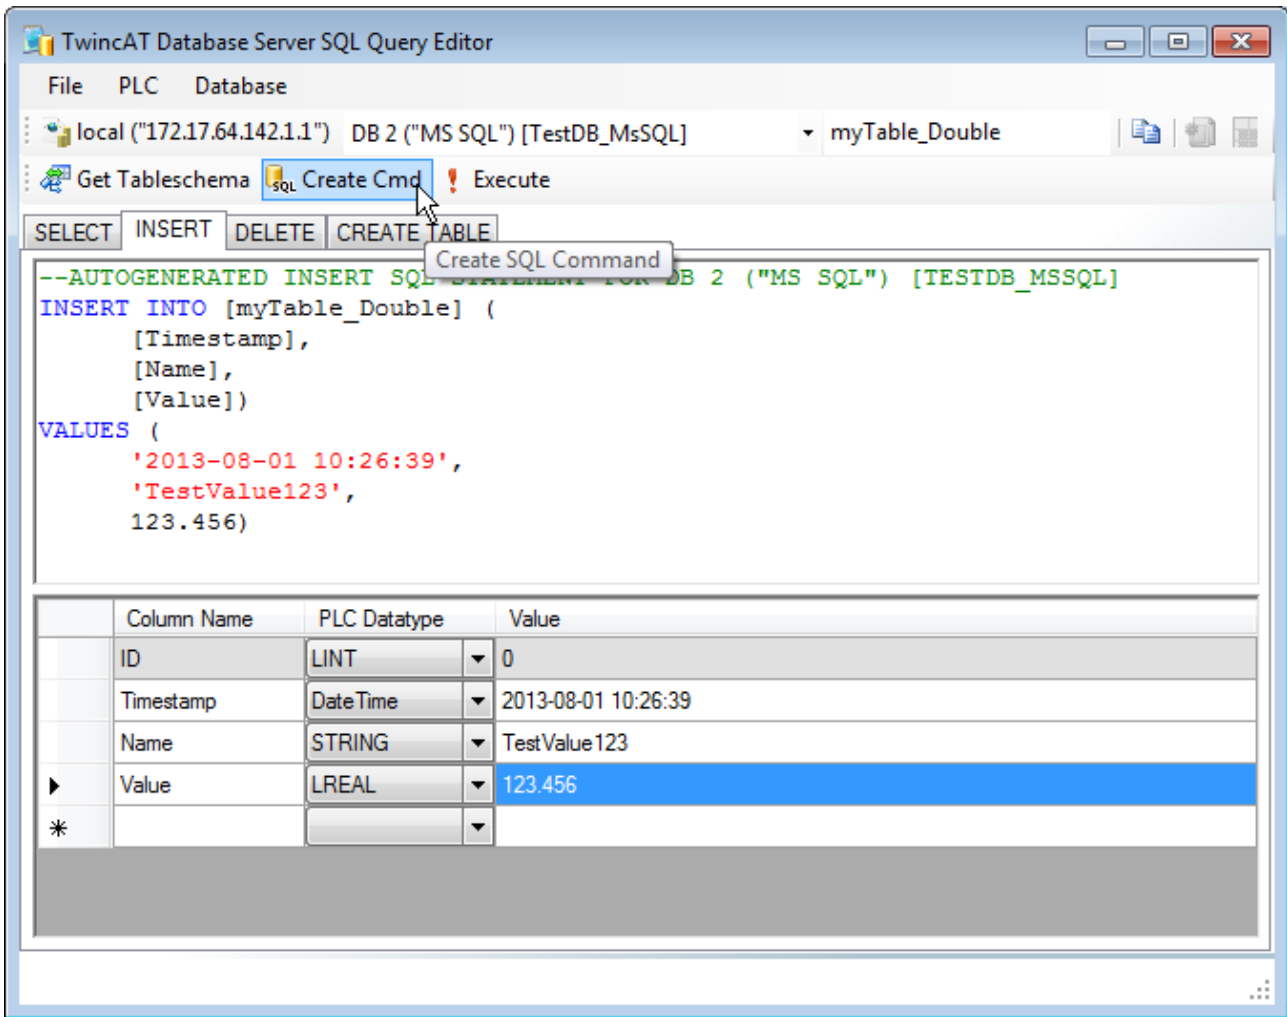 TwincAT Database Server SQL Query Editor
File PLC Database
local ("172.17.64.142.1.1") DB 2 ("MS SQL") [TestDB_MsSQL] myTable_Double
Get Tableschema SQL Create Cmd Execute
SELECT INSERT DELETE CREATE TABLE
Create SQL Command
--AUTOGENERATED INSERT SQL STATEMENT FOR DB 2 ("MS SQL") [TESTDB_MSSQL]
INSERT INTO [myTable_Double] (
[Timestamp],
[Name],
[Value])
VALUES (
'2013-08-01 10:26:39',
'TestValue123',
123.456)
Column Name PLC Datatype Value
ID LINT 0
Timestamp DateTime 2013-08-01 10:26:39
Name STRING TestValue123
Value LREAL 123.456